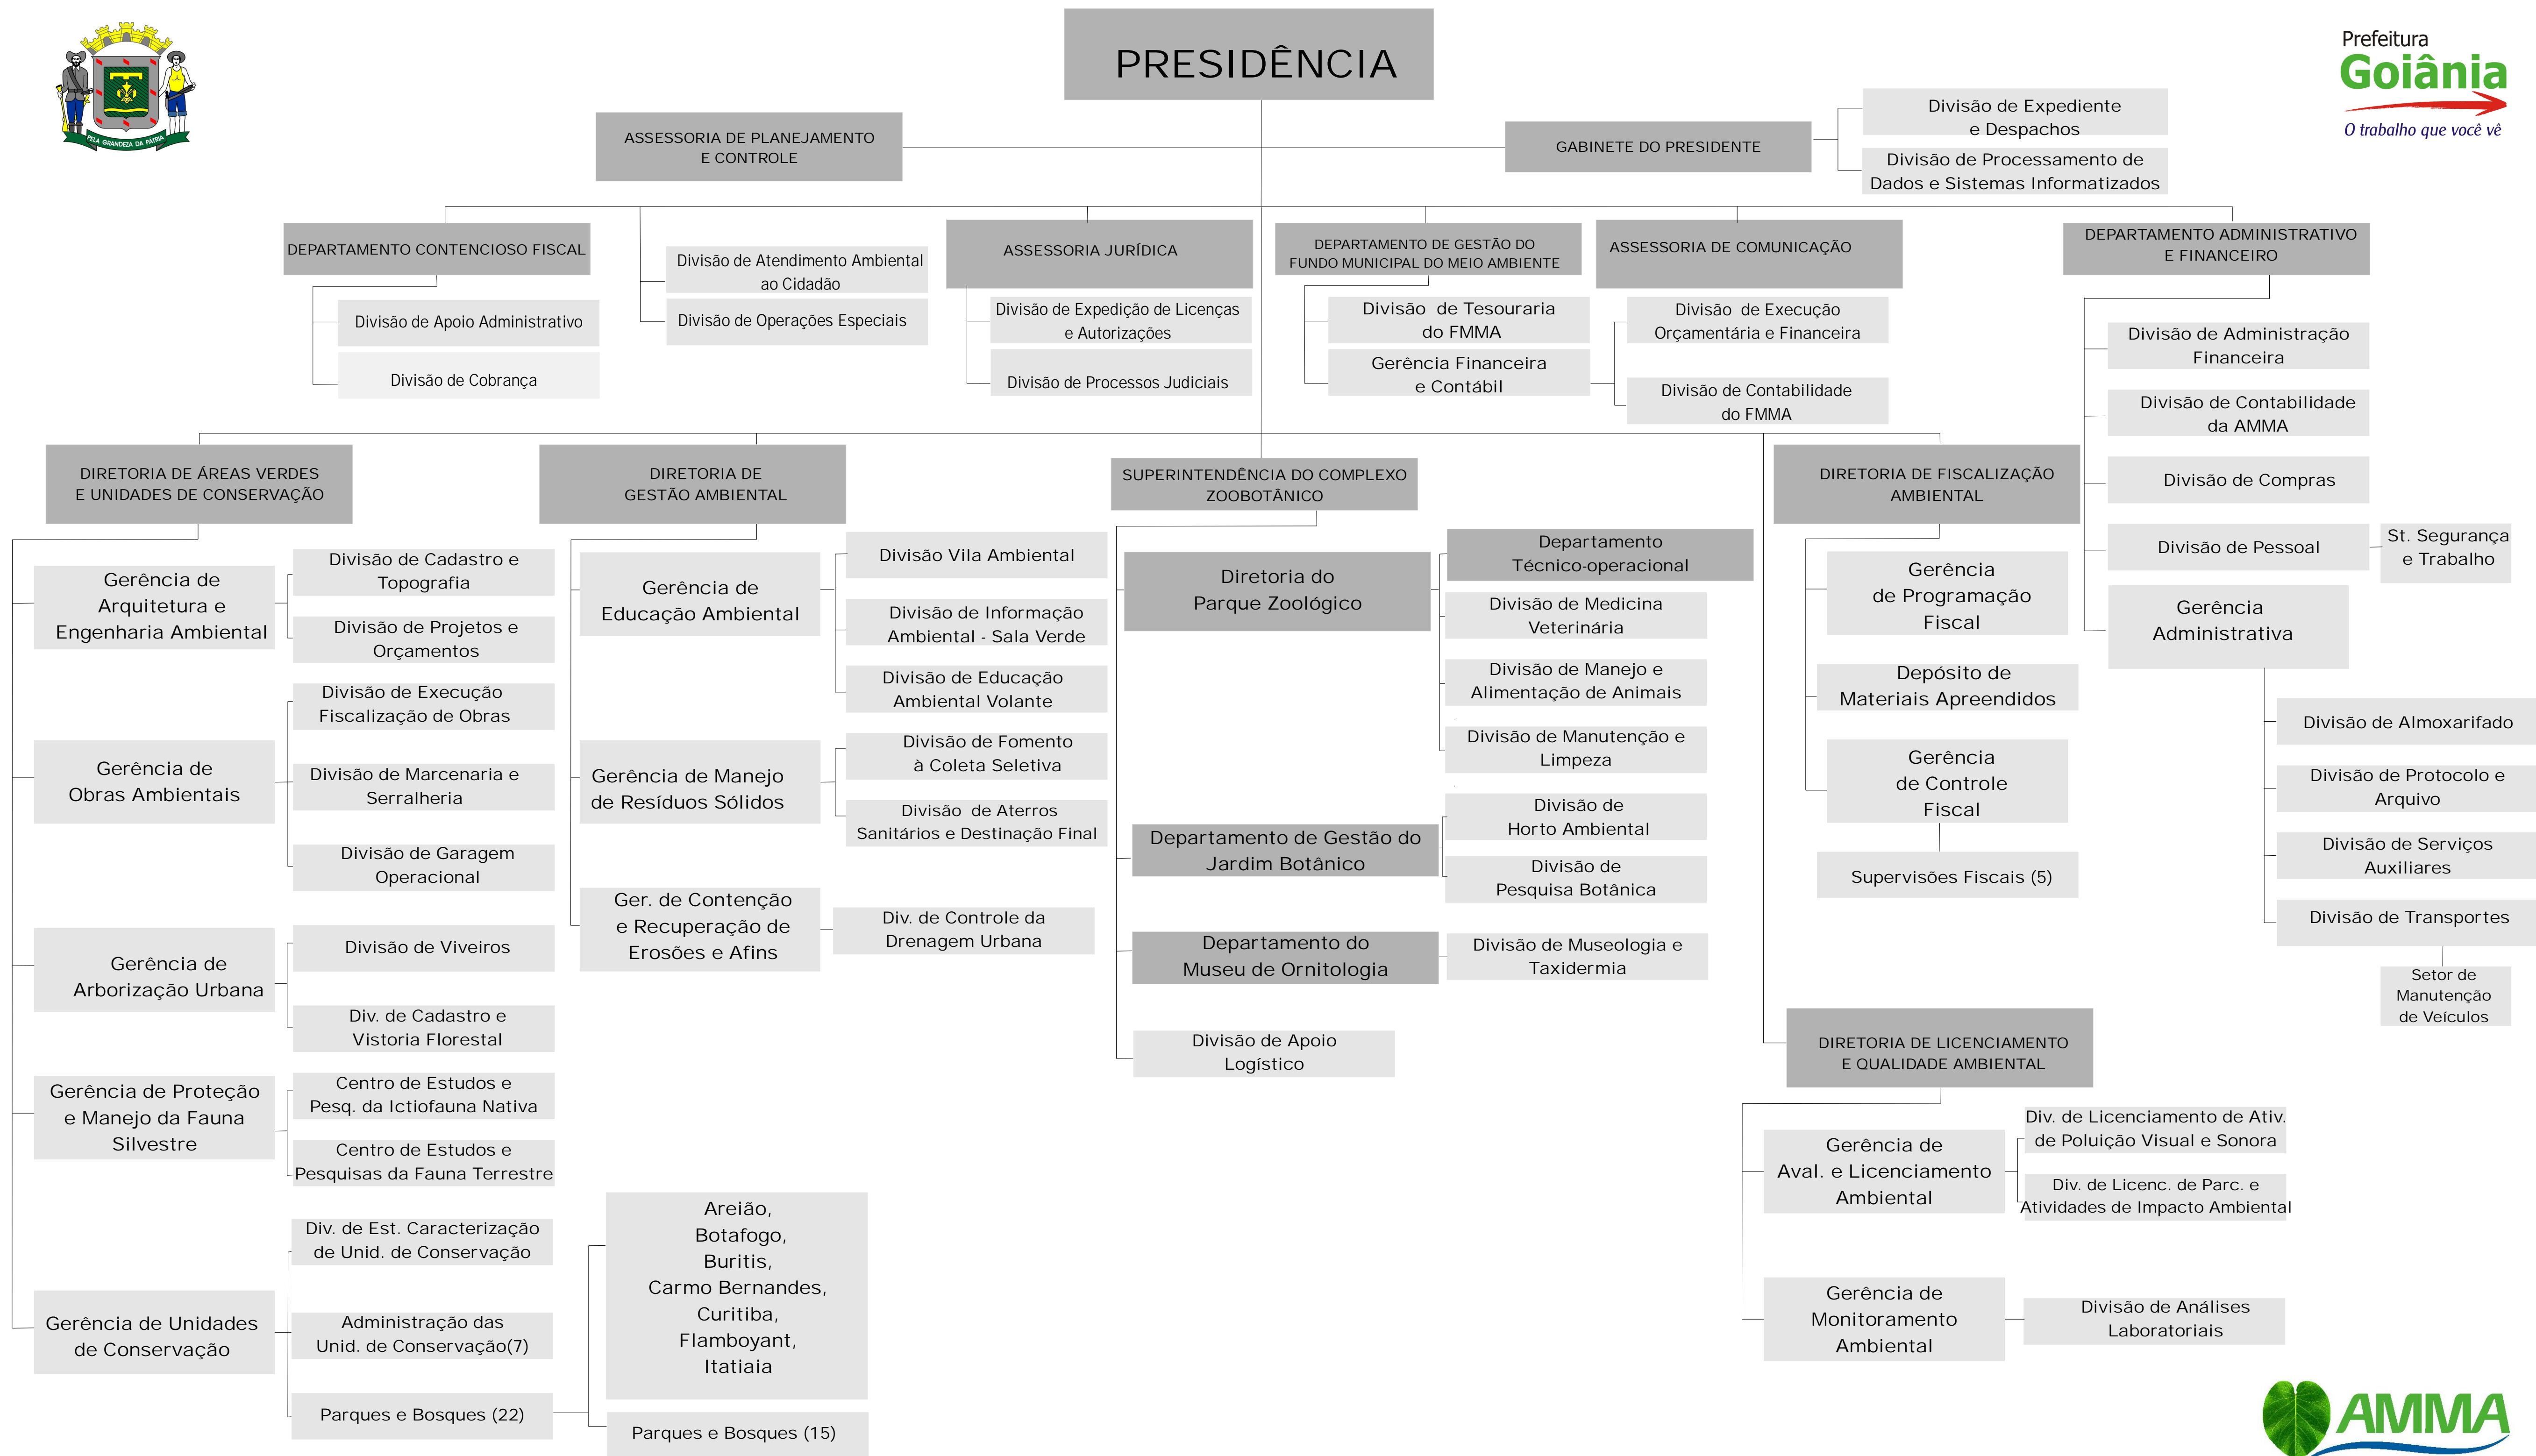 PRESIDÊNCIA
Prefeitura
Goiânia
O trabalho que você vê
PELA GRANDEZA DA PÁTRIA
ASSESSORIA DE PLANEJAMENTO
E CONTROLE
GABINETE DO PRESIDENTE
Divisão de Expediente
e Despachos
Divisão de Processamento de
Dados e Sistemas Informatizados
DEPARTAMENTO CONTENCIOSO FISCAL
Divisão de Apoio Administrativo
Divisão de Cobrança
Divisão de Atendimento Ambiental
ao Cidadão
Divisão de Operações Especiais
ASSESSORIA JURÍDICA
Divisão de Expedição de Licenças
e Autorizações
Divisão de Processos Judiciais
DEPARTAMENTO DE GESTÃO DO
FUNDO MUNICIPAL DO MEIO AMBIENTE
Divisão de Tesouraria
do FMMA
Gerência Financeira
e Contábil
ASSESSORIA DE COMUNICAÇÃO
Divisão de Execução
Orçamentária e Financeira
Divisão de Contabilidade
do FMMA
DEPARTAMENTO ADMINISTRATIVO
E FINANCEIRO
Divisão de Administração
Financeira
Divisão de Contabilidade
da AMMA
Divisão de Compras
Divisão de Pessoal
St. Segurança
e Trabalho
Gerência
Administrativa
Divisão de Almoxarifado
Divisão de Protocolo e
Arquivo
Divisão de Serviços
Auxiliares
Divisão de Transportes
Setor de
Manutenção
de Veículos
DIRETORIA DE ÁREAS VERDES
E UNIDADES DE CONSERVAÇÃO
Gerência de
Arquitetura e
Engenharia Ambiental
Divisão de Cadastro e
Topografia
Divisão de Projetos e
Orçamentos
Gerência de
Obras Ambientais
Divisão de Execução
Fiscalização de Obras
Divisão de Marcenaria e
Serralheria
Divisão de Garagem
Operacional
Gerência de
Arborização Urbana
Divisão de Viveiros
Div. de Cadastro e
Vistoria Florestal
Gerência de Proteção
e Manejo da Fauna
Silvestre
Centro de Estudos e
Pesq. da Ictiofauna Nativa
Centro de Estudos e
Pesquisas da Fauna Terrestre
Gerência de Unidades
de Conservação
Div. de Est. Caracterização
de Unid. de Conservação
Administração das
Unid. de Conservação(7)
Parques e Bosques (22)
Areião,
Botafogo,
Buritis,
Carmo Bernandes,
Curitiba,
Flamboyant,
Itatiaia
Parques e Bosques (15)
DIRETORIA DE
GESTÃO AMBIENTAL
Gerência de
Educação Ambiental
Divisão Vila Ambiental
Divisão de Informação
Ambiental - Sala Verde
Divisão de Educação
Ambiental Volante
Gerência de Manejo
de Resíduos Sólidos
Divisão de Fomento
à Coleta Seletiva
Divisão de Aterros
Sanitários e Destinação Final
Ger. de Contenção
e Recuperação de
Erosões e Afins
Div. de Controle da
Drenagem Urbana
SUPERINTENDÊNCIA DO COMPLEXO
ZOOBOTÂNICO
Diretoria do
Parque Zoológico
Departamento
Técnico-operacional
Divisão de Medicina
Veterinária
Divisão de Manejo e
Alimentação de Animais
Divisão de Manutenção e
Limpeza
Departamento de Gestão do
Jardim Botânico
Divisão de
Horto Ambiental
Divisão de
Pesquisa Botânica
Departamento do
Museu de Ornitologia
Divisão de Museologia e
Taxidermia
Divisão de Apoio
Logístico
DIRETORIA DE FISCALIZAÇÃO
AMBIENTAL
Gerência
de Programação
Fiscal
Depósito de
Materiais Apreendidos
Gerência
de Controle
Fiscal
Supervisões Fiscais (5)
DIRETORIA DE LICENCIAMENTO
E QUALIDADE AMBIENTAL
Gerência de
Aval. e Licenciamento
Ambiental
Div. de Licenciamento de Ativ.
de Poluição Visual e Sonora
Div. de Licenc. de Parc. e
Atividades de Impacto Ambiental
Gerência de
Monitoramento
Ambiental
Divisão de Análises
Laboratoriais
AMMA